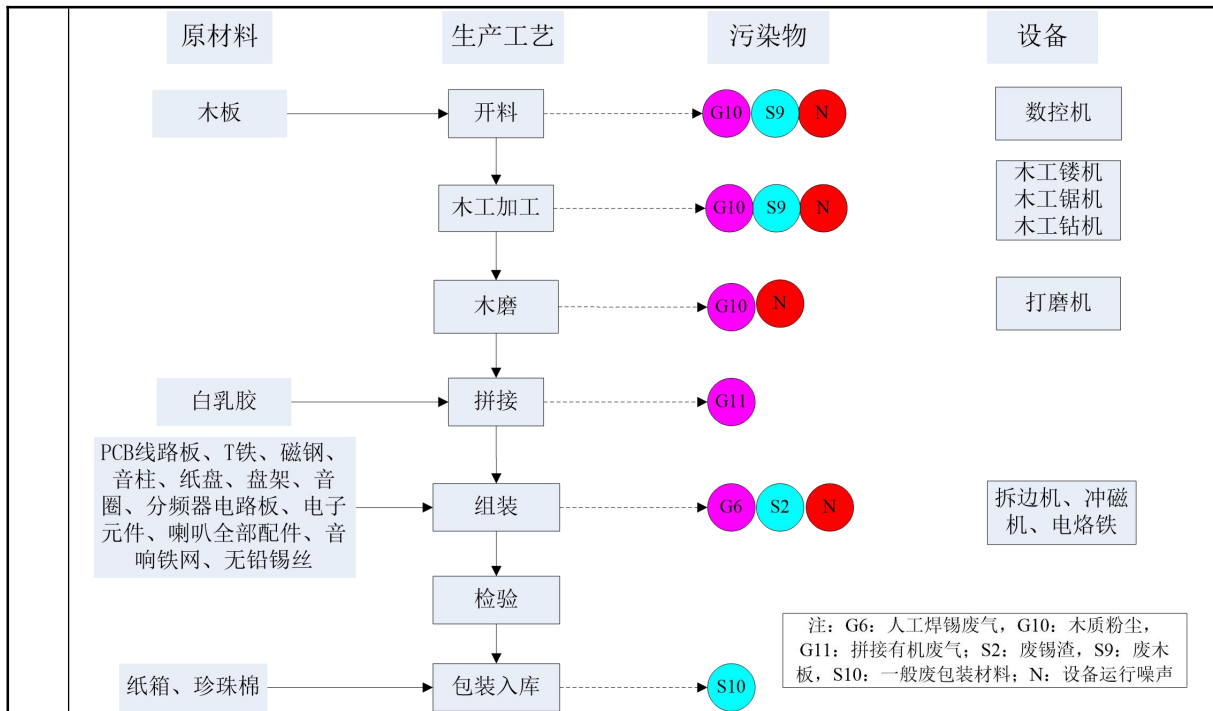 原材料
生产工艺
污染物
设备
木板
开料
G10
S9
N
数控机
木工加工
G10
S9
N
木工镂机
木工锯机
木工钻机
木磨
G10
N
打磨机
白乳胶
拼接
G11
PCB线路板、T铁、磁钢、
音柱、纸盘、盘架、音
圈、分频器电路板、电子
元件、喇叭全部配件、音
响铁网、无铅锡丝
组装
G6
S2
N
拆边机、冲磁
机、电烙铁
检验
注：G6：人工焊锡废气，G10：木质粉尘，
G11：拼接有机废气；S2：废锡渣，S9：废木
板，S10：一般废包装材料；N：设备运行噪声
纸箱、珍珠棉
包装入库
S10